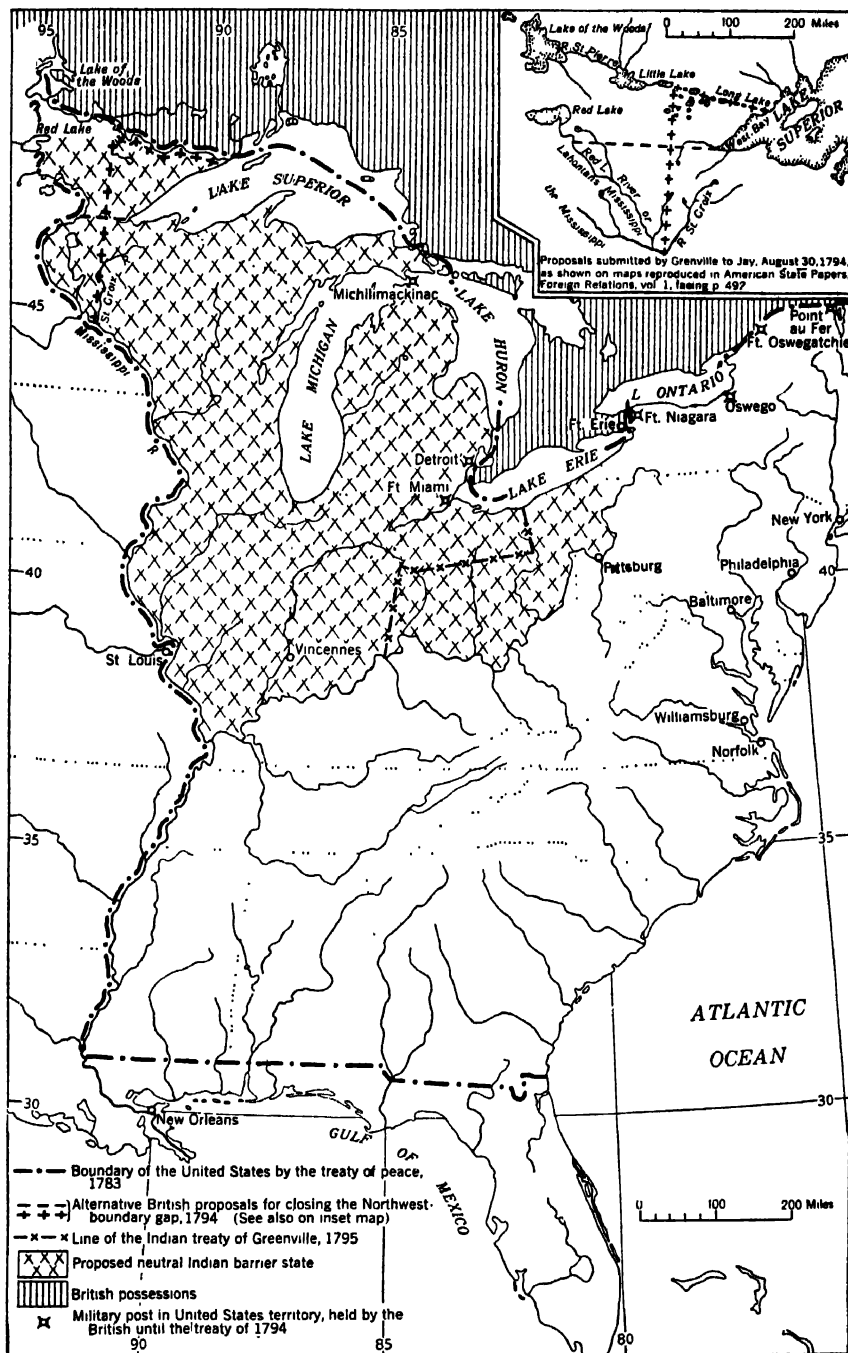 95
90
85
Lake of
the Woods
Red Lake
LAKE SUPERIOR
Michilimackinac
45
St. Croix
Mississippi
R
LAKE MICHIGAN
LAKE HURON
Point
au Fer
Ft. Oswegatchie
L ONTARIO
Oswego
Ft. Niagara
Ft. Erie
LAKE ERIE
Detroit
Ft Miami
New York
Philadelphia
Pittsburg
Baltimore
40
40
St Louis
Vincennes
Williamsburg
Norfolk
35
35
ATLANTIC
OCEAN
30
30
New Orleans
GULF OF MEXICO
Lake of the Woods
R. St Pierre
0 100 200 Miles
Little Lake
Long Lake
Red Lake
West Bay
LAKE
SUPERIOR
Red L
River or
Lahontans Mississippi
the Mississippi
R St. Croix
Proposals submitted by Grenville to Jay, August 30, 1794,
as shown on maps reproduced in American State Papers,
Foreign Relations, vol 1, facing p 492
Boundary of the United States by the treaty of peace,
1783
Alternative British proposals for closing the Northwest
boundary gap, 1794 (See also on inset map)
Line of the Indian treaty of Greenville, 1795
Proposed neutral Indian barrier state
British possessions
Military post in United States territory, held by the
British until the treaty of 1794
0 100 200 Miles
90
85
80